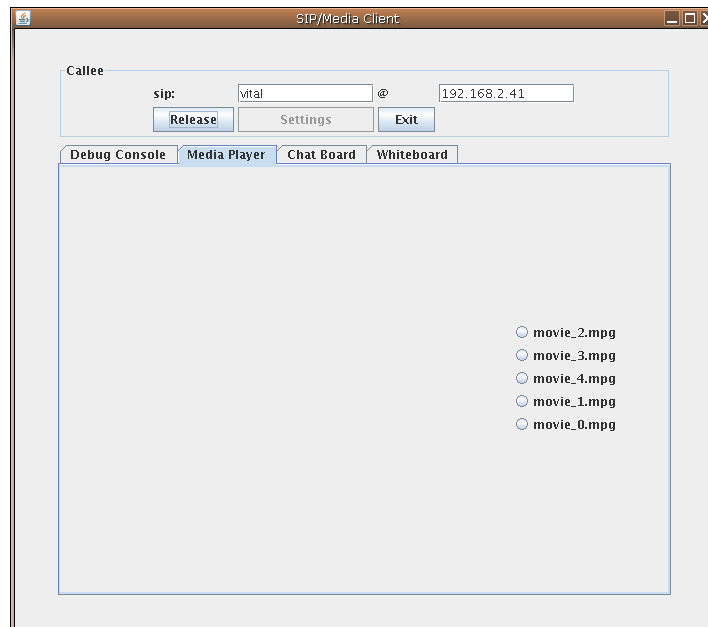 SIP/Media Client
Callee
sip: vital @ 192.168.2.41
Release Settings Exit
Debug Console Media Player Chat Board Whiteboard
movie_2.mpg
movie_3.mpg
movie_4.mpg
movie_1.mpg
movie_0.mpg